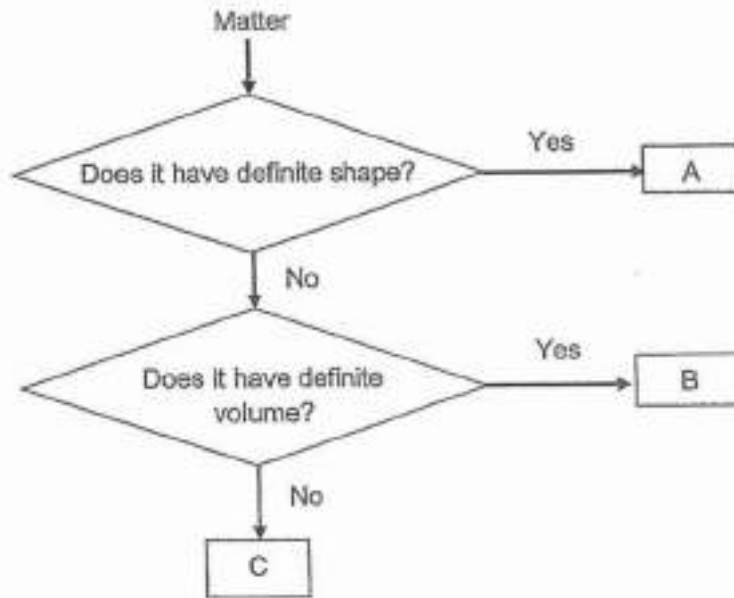 Matter
Does it have definite shape?
Yes
A
No
Does it have definite
volume?
Yes
B
No
C